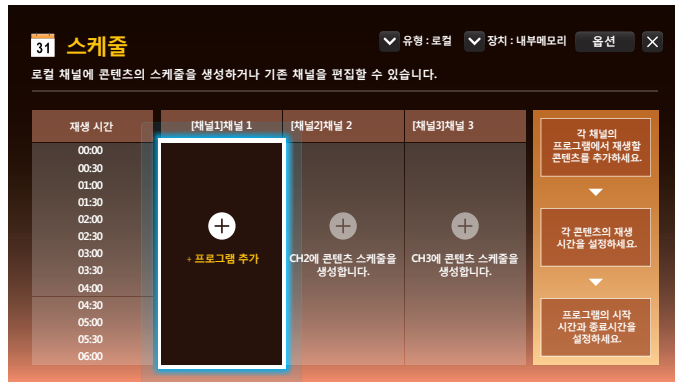 31 스케줄
유형 : 로컬 장치 : 내부메모리 옵션
로컬 채널에 콘텐츠의 스케줄을 생성하거나 기존 채널을 편집할 수 있습니다.
재생 시간 [채널1]채널 1 [채널2]채널 2 [채널3]채널 3
00:00
00:30
01:00
01:30
02:00
02:30
03:00
03:30
04:00
04:30
05:00
05:30
06:00
+ 프로그램 추가
CH2에 콘텐츠 스케줄을
생성합니다.
CH3에 콘텐츠 스케줄을
생성합니다.
각 채널의
프로그램에서 재생할
콘텐츠를 추가하세요.
각 콘텐츠의 재생
시간을 설정하세요.
프로그램의 시작
시간과 종료시간을
설정하세요.